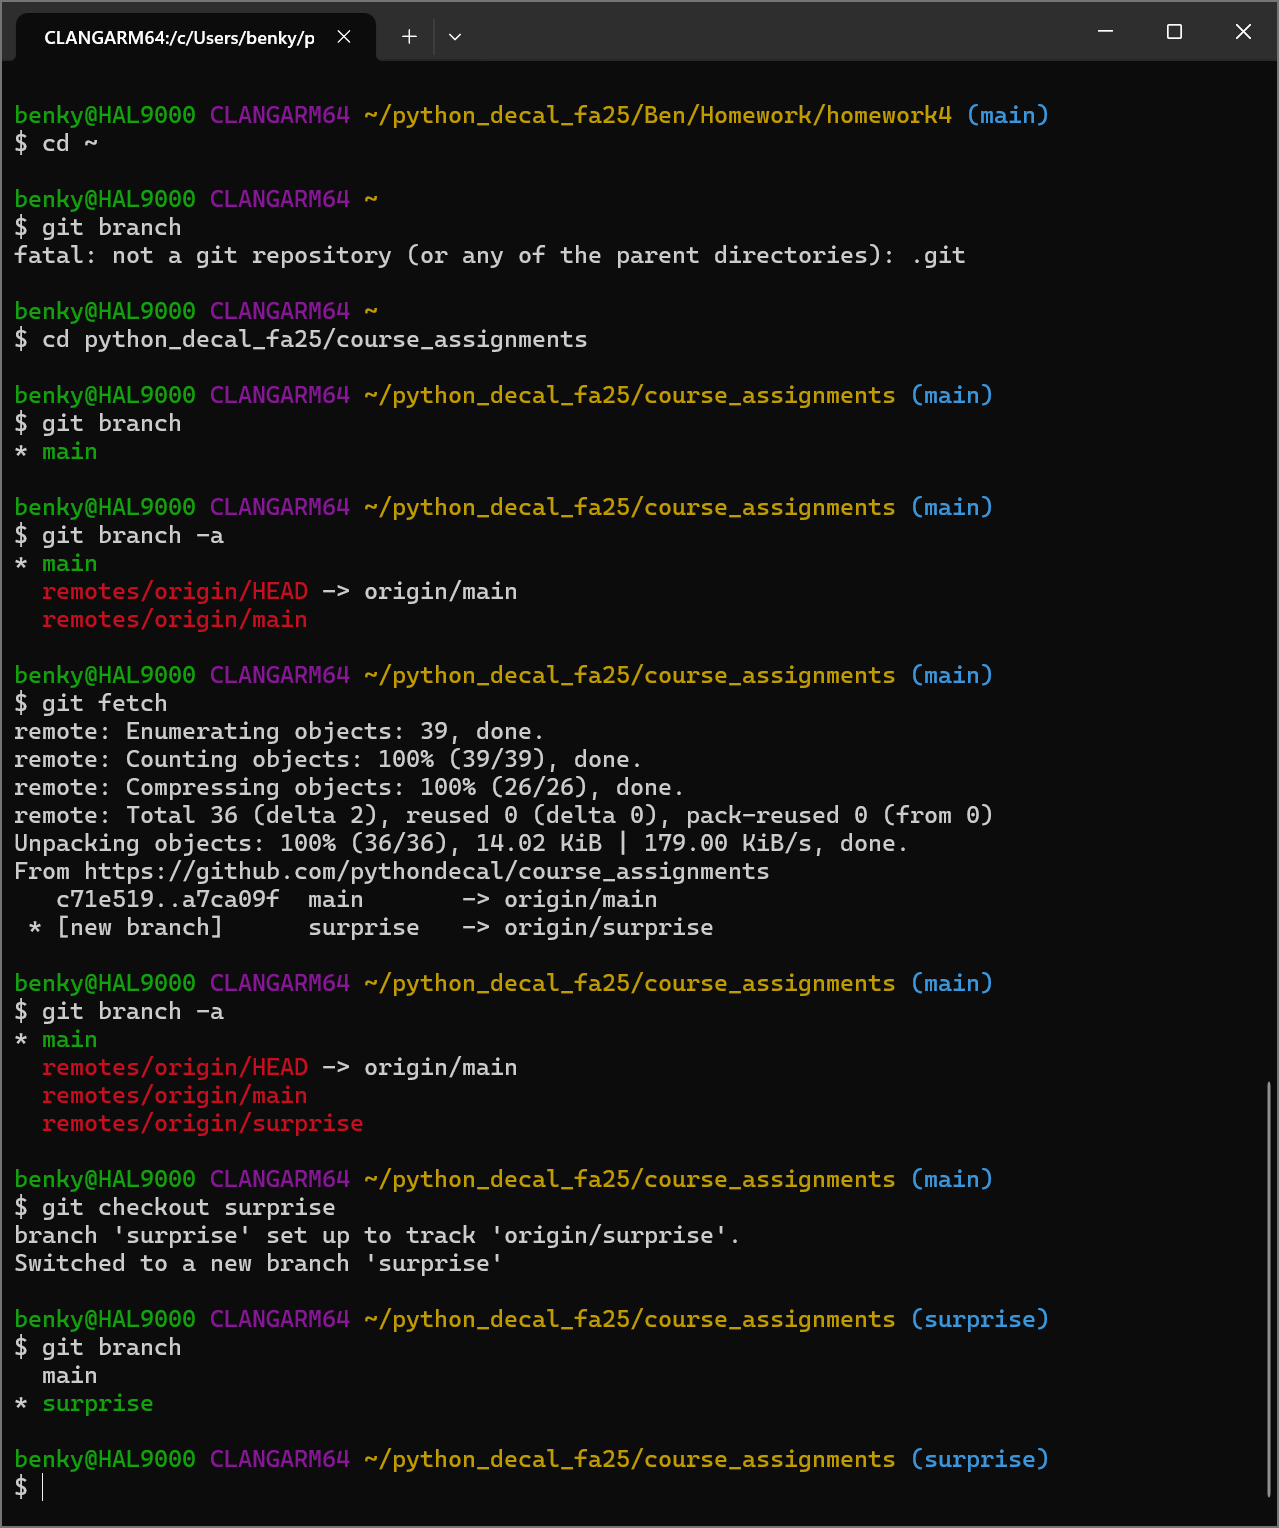 CLANGARM64:/c/Users/benky/p
benky@HAL9000 CLANGARM64 ~/python_decal_fa25/Ben/Homework/homework4 (main)
$ cd ~
benky@HAL9000 CLANGARM64 ~
$ git branch
fatal: not a git repository (or any of the parent directories): .git
benky@HAL9000 CLANGARM64 ~
$ cd python_decal_fa25/course_assignments
benky@HAL9000 CLANGARM64 ~/python_decal_fa25/course_assignments (main)
$ git branch
* main
benky@HAL9000 CLANGARM64 ~/python_decal_fa25/course_assignments (main)
$ git branch -a
* main
  remotes/origin/HEAD -> origin/main
  remotes/origin/main
benky@HAL9000 CLANGARM64 ~/python_decal_fa25/course_assignments (main)
$ git fetch
remote: Enumerating objects: 39, done.
remote: Counting objects: 100% (39/39), done.
remote: Compressing objects: 100% (26/26), done.
remote: Total 36 (delta 2), reused 0 (delta 0), pack-reused 0 (from 0)
Unpacking objects: 100% (36/36), 14.02 KiB | 179.00 KiB/s, done.
From https://github.com/pythondecal/course_assignments
   c71e519..a7ca09f  main       -> origin/main
 * [new branch]      surprise   -> origin/surprise
benky@HAL9000 CLANGARM64 ~/python_decal_fa25/course_assignments (main)
$ git branch -a
* main
  remotes/origin/HEAD -> origin/main
  remotes/origin/main
  remotes/origin/surprise
benky@HAL9000 CLANGARM64 ~/python_decal_fa25/course_assignments (main)
$ git checkout surprise
branch 'surprise' set up to track 'origin/surprise'.
Switched to a new branch 'surprise'
benky@HAL9000 CLANGARM64 ~/python_decal_fa25/course_assignments (surprise)
$ git branch
  main
* surprise
benky@HAL9000 CLANGARM64 ~/python_decal_fa25/course_assignments (surprise)
$